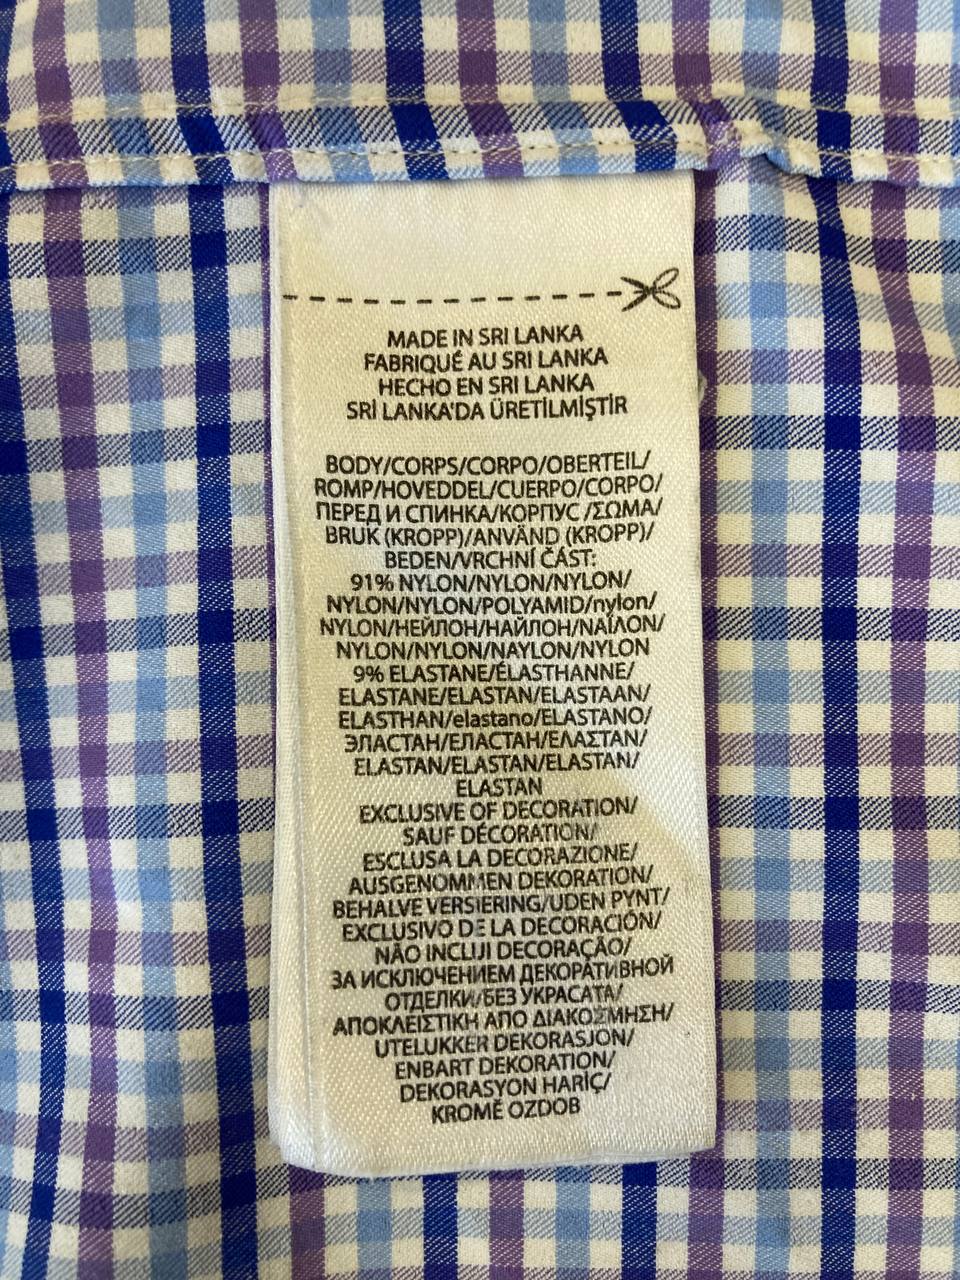 MADE IN SRI LANKA
FABRIQUÉ AU SRI LANKA
HECHO EN SRI LANKA
SRİ LANKA'DA ÜRETİLMİŞTİR
BODY/CORPS/CORPO/OBERTEIL/
ROMP/HOVEDDEL/CUERPO/CORPO/
ПЕРЕД И СПИНКА/КОРПУС /ΣΩΜΑ/
BRUK (KROPP)/ANVÄND (KROPP)/
BEDEN/VRCHNÍ ČÁST:
91% NYLON/NYLON/NYLON/
NYLON/NYLON/POLYAMID/nylon/
NYLON/НЕЙЛОН/НАЙЛОН/ΝΑΪΛΟΝ/
NYLON/NYLON/NAYLON/NYLON
9% ELASTANE/ÉLASTHANNE/
ELASTANE/ELASTAN/ELASTAAN/
ELASTHAN/elastano/ELASTANO/
ЭЛАСТАН/ЕЛАСТАН/ΕΛΑΣΤΑΝ/
ELASTAN/ELASTAN/ELASTAN/
ELASTAN
EXCLUSIVE OF DECORATION/
SAUF DÉCORATION/
ESCLUSA LA DECORAZIONE/
AUSGENOMMEN DEKORATION/
BEHALVE VERSIERING/UDEN PYNT/
EXCLUSIVO DE LA DECORACIÓN/
NÃO INCLUI DECORAÇÃO/
ЗА ИСКЛЮЧЕНИЕМ ДЕКОРАТИВНОЙ
ОТДЕЛКИ/БЕЗ УКРАСАТА/
ΑΠΟΚΛΕΙΣΤΙΚΗ ΑΠΟ ΔΙΑΚΟΣΜΗΣΗ/
UTELUKKER DEKORASJON/
ENBART DEKORATION/
DEKORASYON HARİÇ/
KROMĚ OZDOB